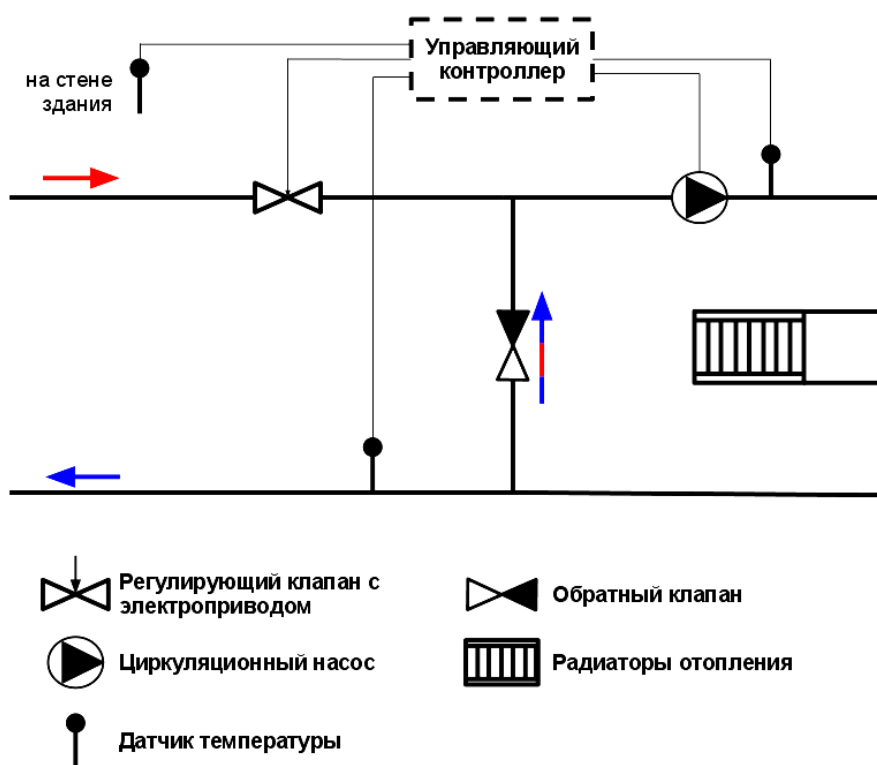 Управляющий
контроллер
на стене
здания
Регулирующий клапан с
электроприводом
Обратный клапан
Циркуляционный насос
Радиаторы отопления
Датчик температуры